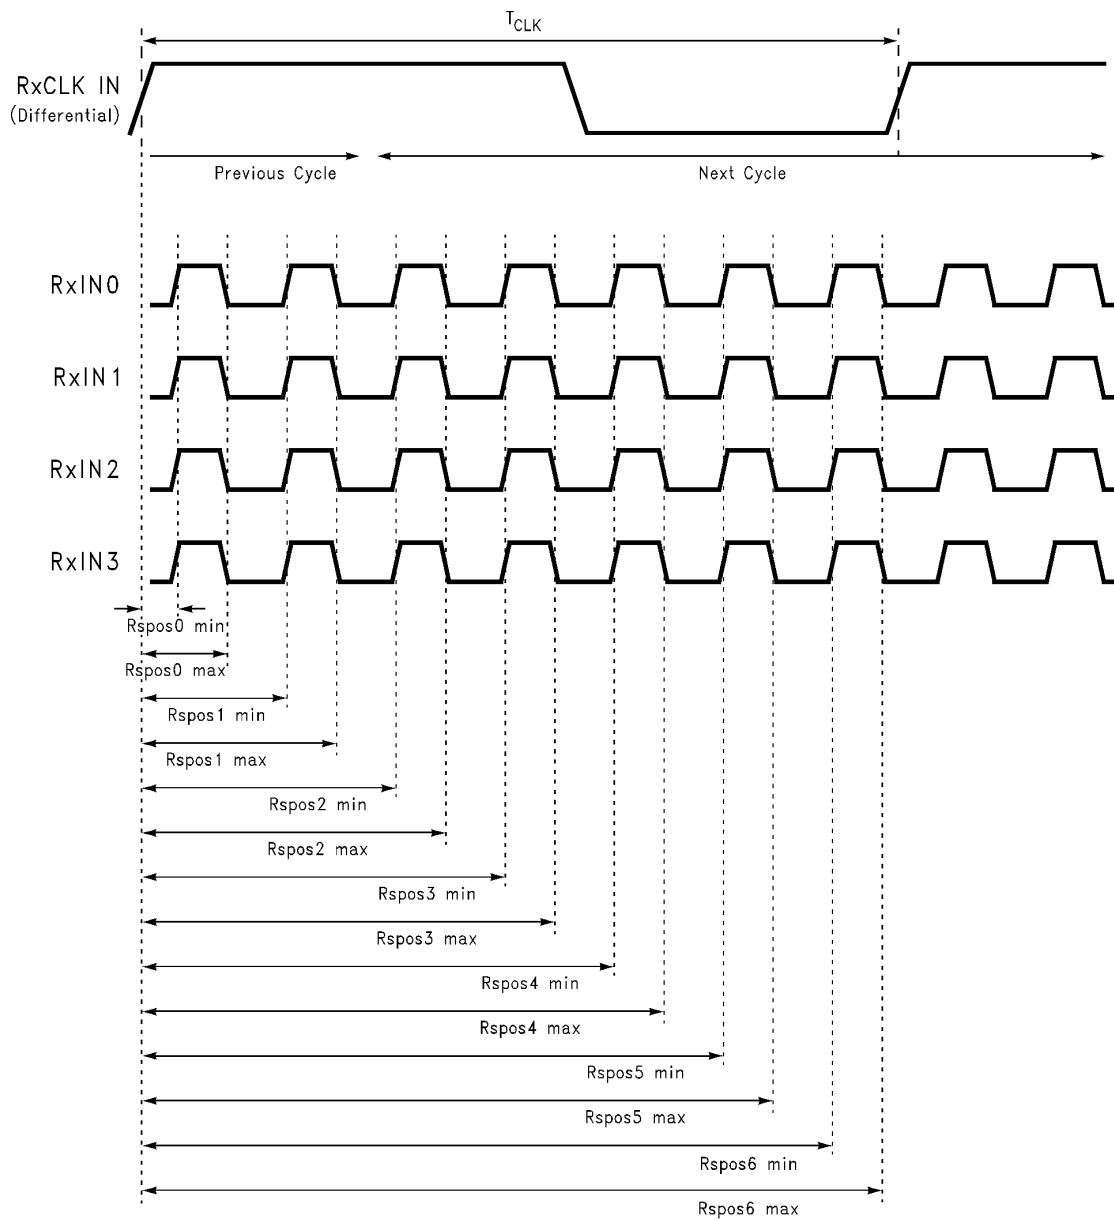 TCLK
RxCLK IN
(Differential)
Previous Cycle
Next Cycle
RxIN0
RxIN1
RxIN2
RxIN3
Rspos0 min
Rspos0 max
Rspos1 min
Rspos1 max
Rspos2 min
Rspos2 max
Rspos3 min
Rspos3 max
Rspos4 min
Rspos4 max
Rspos5 min
Rspos5 max
Rspos6 min
Rspos6 max